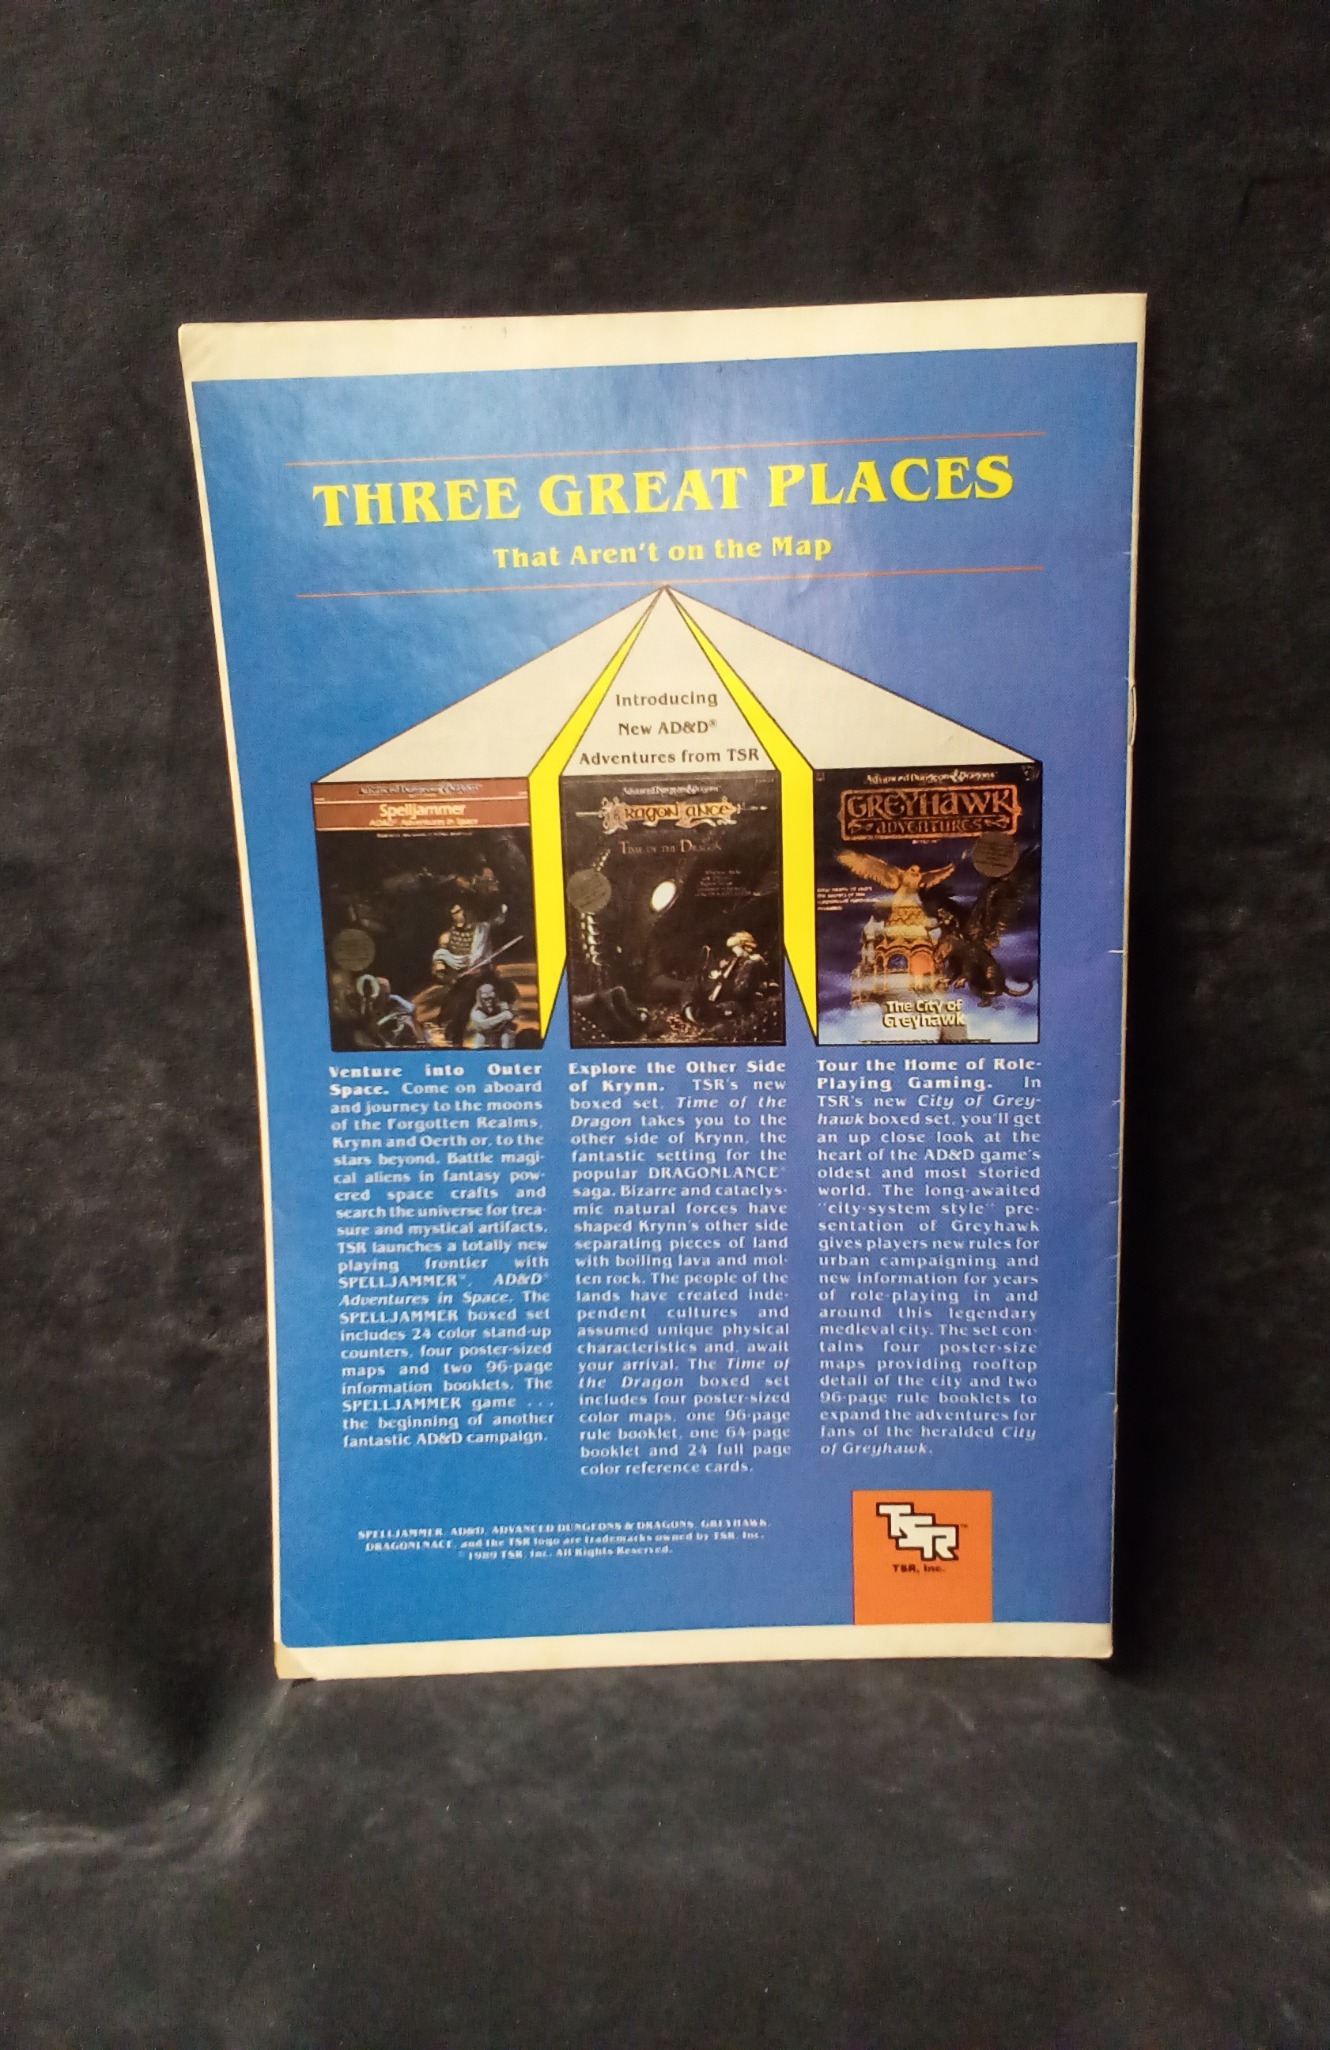 THREE GREAT PLACES
That Aren't on the Map
Introducing
New AD&D®
Adventures from TSR
Advanced Dungeons & Dragons
Spelljammer
AD&D Adventures in Space
Advanced Dungeons & Dragons
DRAGONLANCE
TIME OF THE DRAGON
Advanced Dungeons & Dragons
GREYHAWK
ADVENTURES
The City of
Greyhawk
Venture into Outer
Space. Come on aboard
and journey to the moons
of the Forgotten Realms,
Krynn and Oerth or, to the
stars beyond. Battle magi-
cal aliens in fantasy pow-
ered space crafts and
search the universe for trea-
sure and mystical artifacts.
TSR launches a totally new
playing frontier with
SPELLJAMMER™, AD&D®
Adventures in Space. The
SPELLJAMMER boxed set
includes 24 color stand-up
counters, four poster-sized
maps and two 96-page
information booklets. The
SPELLJAMMER game ...
the beginning of another
fantastic AD&D campaign.
Explore the Other Side
of Krynn. TSR's new
boxed set, Time of the
Dragon takes you to the
other side of Krynn, the
fantastic setting for the
popular DRAGONLANCE®
saga. Bizarre and cataclys-
mic natural forces have
shaped Krynn's other side
separating pieces of land
with boiling lava and mol-
ten rock. The people of the
lands have created inde-
pendent cultures and
assumed unique physical
characteristics and, await
your arrival. The Time of
the Dragon boxed set
includes four poster-sized
color maps, one 96-page
rule booklet, one 64-page
booklet and 24 full page
color reference cards.
Tour the Home of Role-
Playing Gaming. In
TSR's new City of Grey-
hawk boxed set, you'll get
an up close look at the
heart of the AD&D game's
oldest and most storied
world. The long-awaited
"city-system style" pre-
sentation of Greyhawk
gives players new rules for
urban campaigning and
new information for years
of role-playing in and
around this legendary
medieval city. The set con-
tains four poster-size
maps providing rooftop
detail of the city and two
96-page rule booklets to
expand the adventures for
fans of the heralded City
of Greyhawk.
SPELLJAMMER, AD&D, ADVANCED DUNGEONS & DRAGONS, GREYHAWK,
DRAGONLNACE, and the TSR logo are trademarks owned by TSR, Inc.
©1989 TSR, Inc. All Rights Reserved.
TSR™
TSR, Inc.